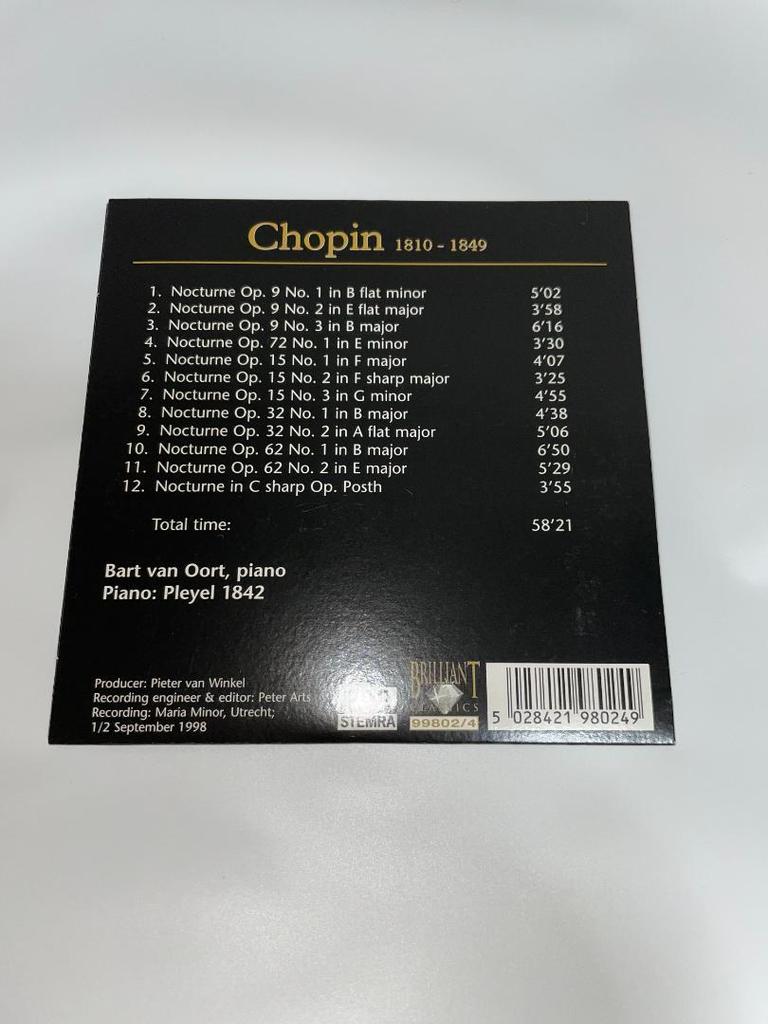 Chopin 1810 - 1849
1. Nocturne Op. 9 No. 1 in B flat minor 5'02
2. Nocturne Op. 9 No. 2 in E flat major 3'58
3. Nocturne Op. 9 No. 3 in B major 6'16
4. Nocturne Op. 72 No. 1 in E minor 3'30
5. Nocturne Op. 15 No. 1 in F major 4'07
6. Nocturne Op. 15 No. 2 in F sharp major 3'25
7. Nocturne Op. 15 No. 3 in G minor 4'55
8. Nocturne Op. 32 No. 1 in B major 4'38
9. Nocturne Op. 32 No. 2 in A flat major 5'06
10. Nocturne Op. 62 No. 1 in B major 6'50
11. Nocturne Op. 62 No. 2 in E major 5'29
12. Nocturne in C sharp Op. Posth 3'55
Total time: 58'21
Bart van Oort, piano
Piano: Pleyel 1842
Producer: Pieter van Winkel
Recording engineer & editor: Peter Arts
Recording: Maria Minor, Utrecht;
1/2 September 1998
STEMRA
BRILLIANT
CLASSICS
99802/4
5 028421 980249